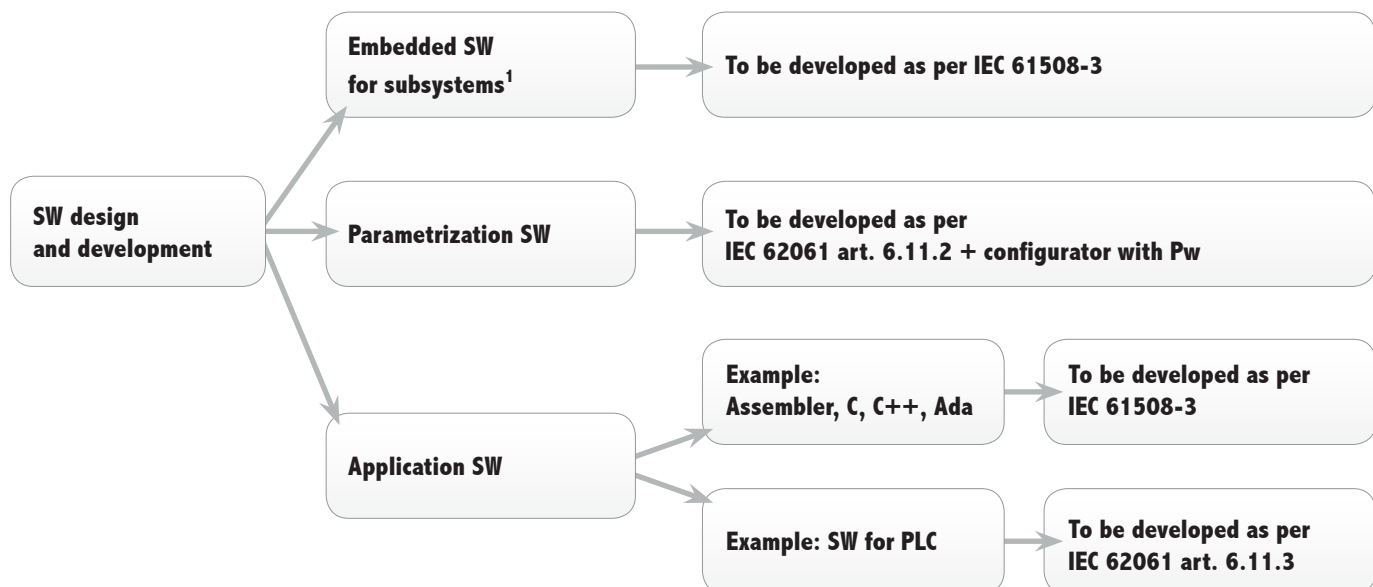 Embedded SW
for subsystems1
To be developed as per IEC 61508-3
SW design
and development
Parametrization SW
To be developed as per
IEC 62061 art. 6.11.2 + configurator with Pw
Application SW
Example:
Assembler, C, C++, Ada
To be developed as per
IEC 61508-3
Example: SW for PLC
To be developed as per
IEC 62061 art. 6.11.3